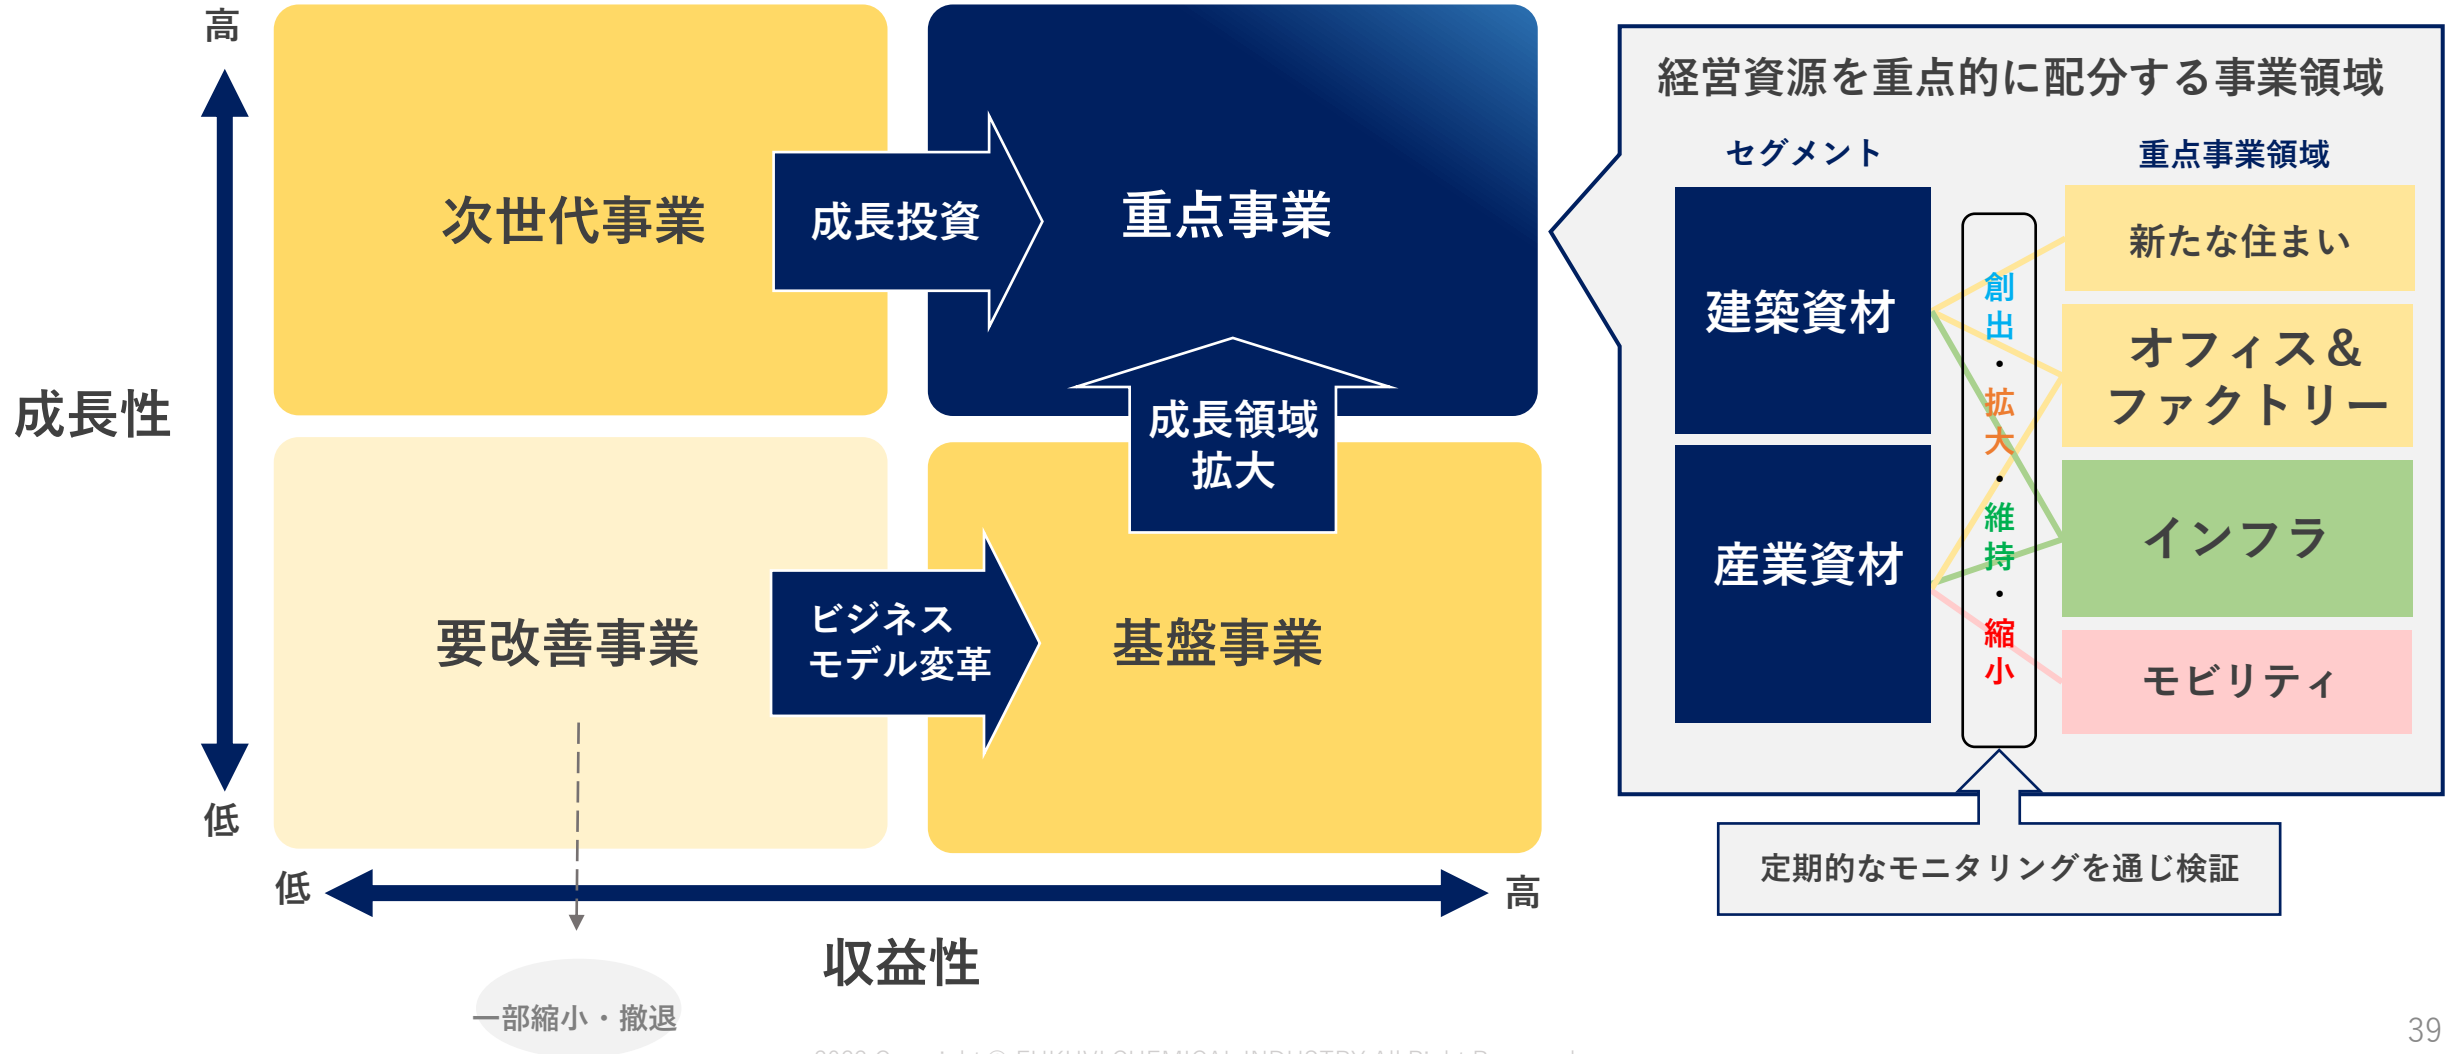 高
成長性
低
次世代事業
成長投資
重点事業
成長領域
拡大
要改善事業
ビジネス
モデル変革
基盤事業
低
高
収益性
一部縮小・撤退
経営資源を重点的に配分する事業領域
セグメント
重点事業領域
建築資材
産業資材
創出・拡大・維持・縮小
新たな住まい
オフィス＆
ファクトリー
インフラ
モビリティ
定期的なモニタリングを通じ検証
39